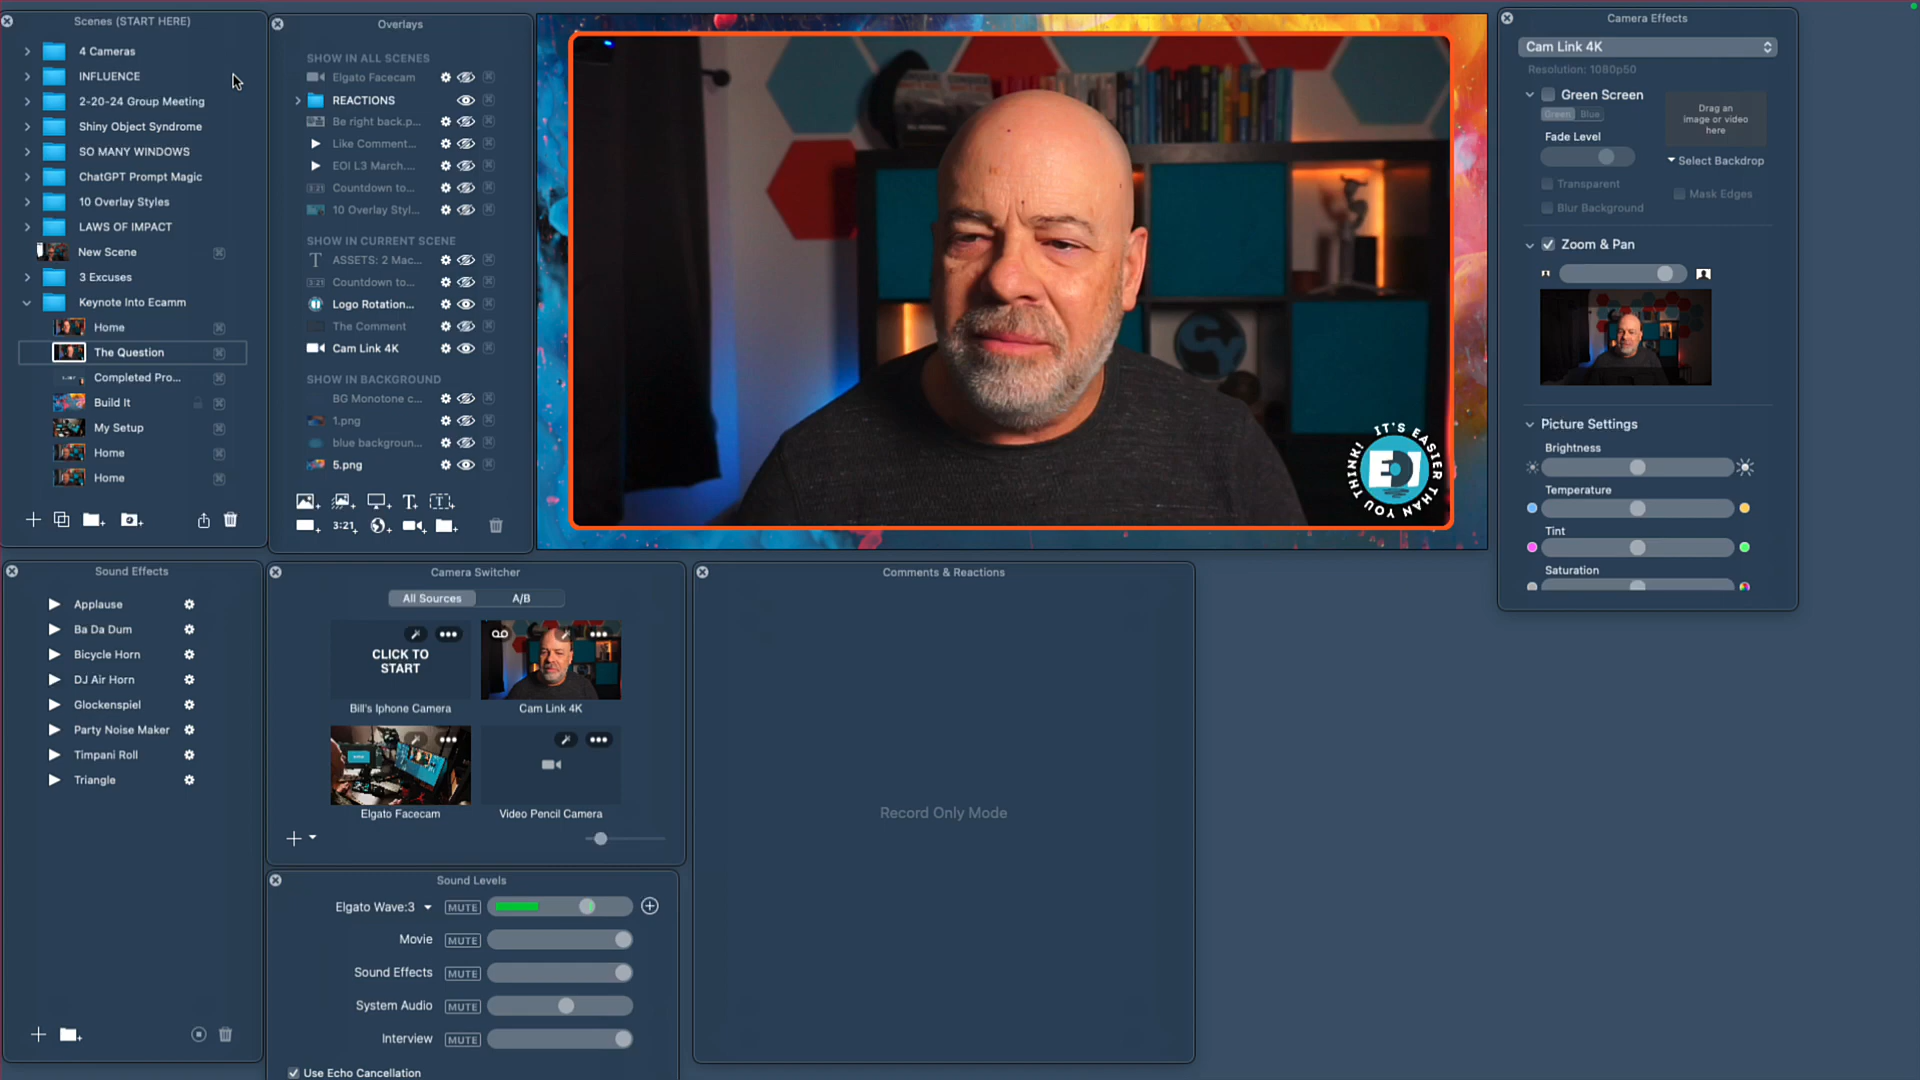 Scenes (START HERE)
4 Cameras
INFLUENCE
2-20-24 Group Meeting
Shiny Object Syndrome
SO MANY WINDOWS
ChatGPT Prompt Magic
10 Overlay Styles
LAWS OF IMPACT
New Scene
3 Excuses
Keynote Into Ecamm
Home
The Question
Completed Pro...
Build It
My Setup
Home
Home
Overlays
SHOW IN ALL SCENES
Elgato Facecam
REACTIONS
Be right back.p...
Like Comment...
EOI L3 March....
Countdown to...
10 Overlay Styl...
SHOW IN CURRENT SCENE
ASSETS: 2 Mac...
Countdown to...
Logo Rotation...
The Comment
Cam Link 4K
SHOW IN BACKGROUND
BG Monotone c...
1.png
blue backgroun...
5.png
3:21
IT'S EASIER THAN YOU THINK!
EOI
Camera Effects
Cam Link 4K
Resolution: 1080p50
Green Screen
Green Blue
Fade Level
Drag an
image or video
here
Select Backdrop
Transparent
Mask Edges
Blur Background
Zoom & Pan
Picture Settings
Brightness
Temperature
Tint
Saturation
Sound Effects
Applause
Ba Da Dum
Bicycle Horn
DJ Air Horn
Glockenspiel
Party Noise Maker
Timpani Roll
Triangle
Camera Switcher
All Sources A/B
CLICK TO
START
Bill's Iphone Camera
Cam Link 4K
Elgato Facecam
Video Pencil Camera
Sound Levels
Elgato Wave:3 MUTE
Movie MUTE
Sound Effects MUTE
System Audio MUTE
Interview MUTE
Use Echo Cancellation
Comments & Reactions
Record Only Mode